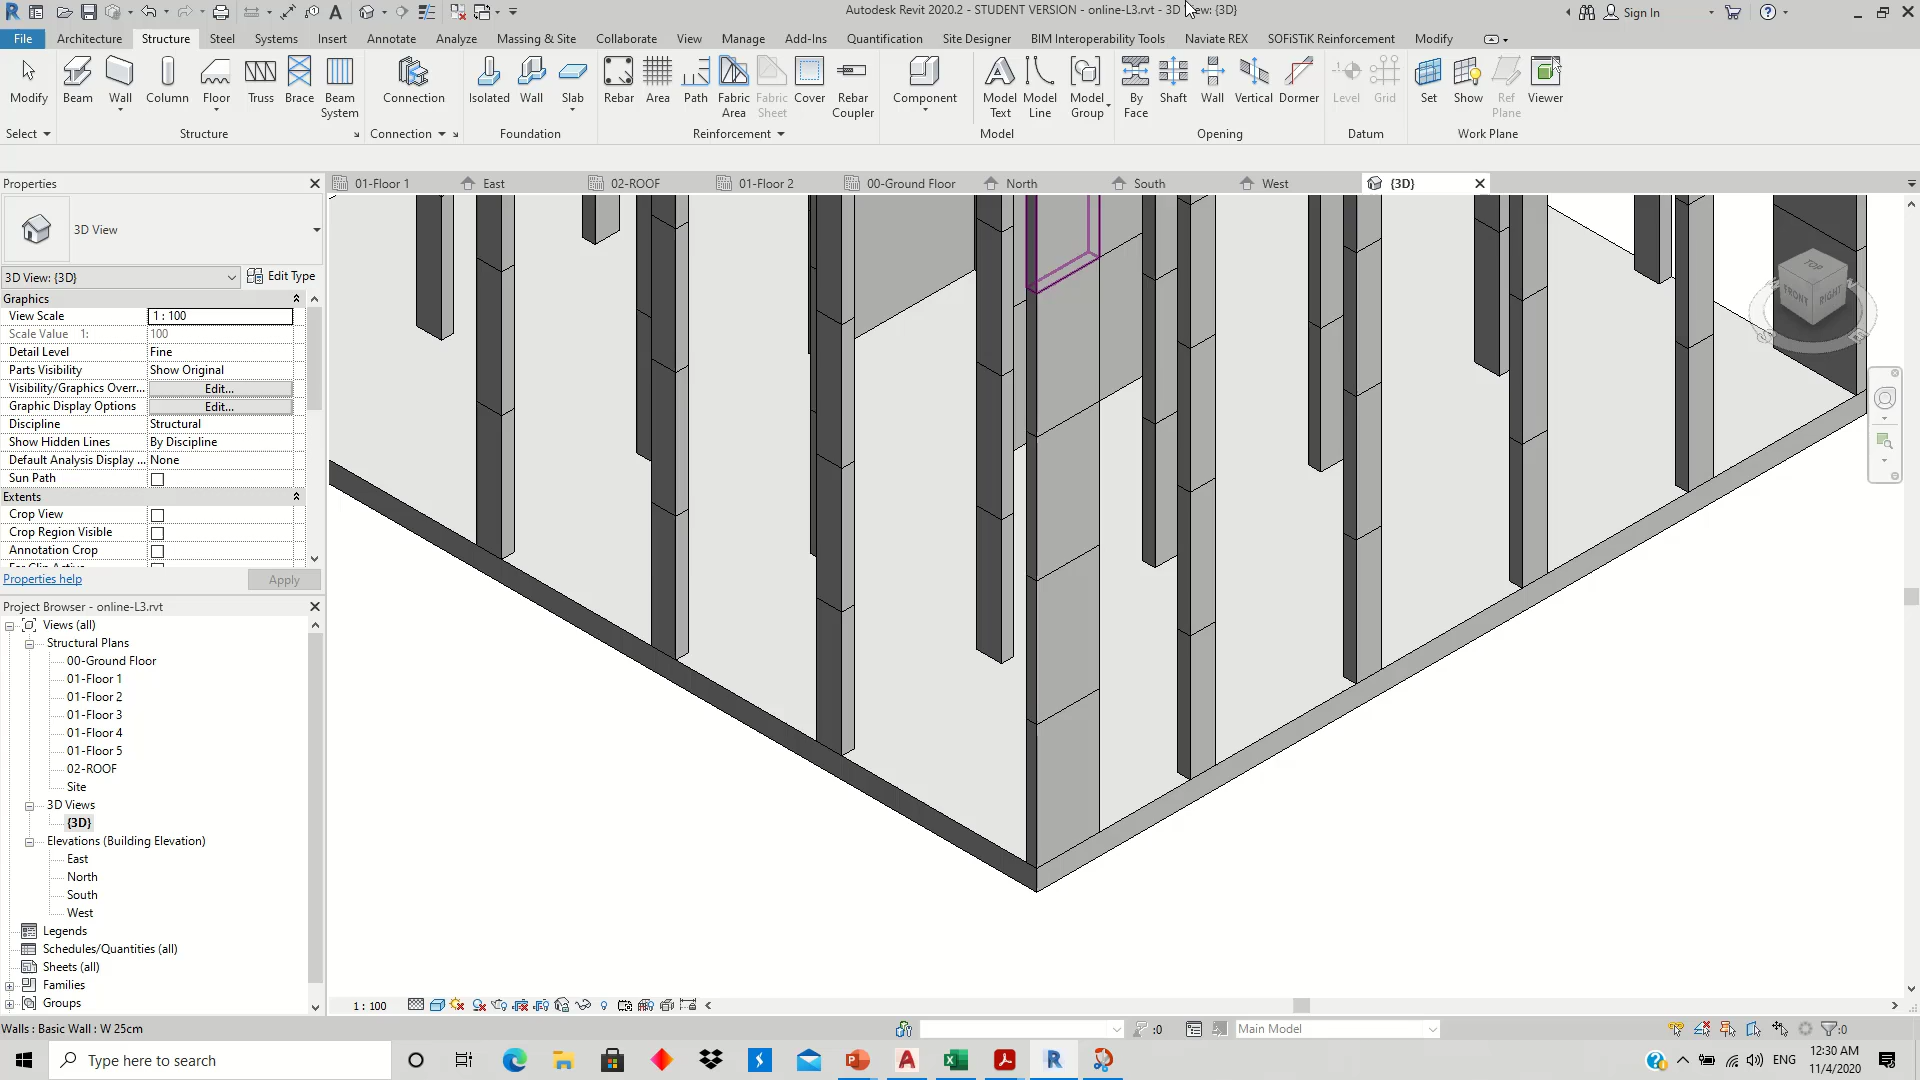 Autodesk Revit 2020.2 - STUDENT VERSION - online-L3.rvt - 3D View: {3D}
Sign In
File Architecture Structure Steel Systems Insert Annotate Analyze Massing & Site Collaborate View Manage Add-Ins Quantification Site Designer BIM Interoperability Tools Naviate REX SOFiSTiK Reinforcement Modify
Modify Beam Wall Column Floor Truss Brace Beam System Connection Isolated Wall Slab Rebar Area Path Fabric Area Fabric Sheet Cover Rebar Coupler Component Model Text Model Line Model Group By Face Shaft Wall Vertical Dormer Level Grid Set Show Ref Plane Viewer
Select Structure Connection Foundation Reinforcement Model Opening Datum Work Plane
Properties
01-Floor 1 East 02-ROOF 01-Floor 2 00-Ground Floor North South West {3D}
3D View
3D View: {3D} Edit Type
Graphics
View Scale 1 : 100
Scale Value 1: 100
Detail Level Fine
Parts Visibility Show Original
Visibility/Graphics Overr... Edit...
Graphic Display Options Edit...
Discipline Structural
Show Hidden Lines By Discipline
Default Analysis Display ... None
Sun Path
Extents
Crop View
Crop Region Visible
Annotation Crop
Properties help Apply
TOP
FRONT RIGHT
Project Browser - online-L3.rvt
Views (all)
Structural Plans
00-Ground Floor
01-Floor 1
01-Floor 2
01-Floor 3
01-Floor 4
01-Floor 5
02-ROOF
Site
3D Views
{3D}
Elevations (Building Elevation)
East
North
South
West
Legends
Schedules/Quantities (all)
Sheets (all)
Families
Groups
1 : 100
Walls : Basic Wall : W 25cm
:0 Main Model :0
Type here to search
ENG
12:30 AM
11/4/2020